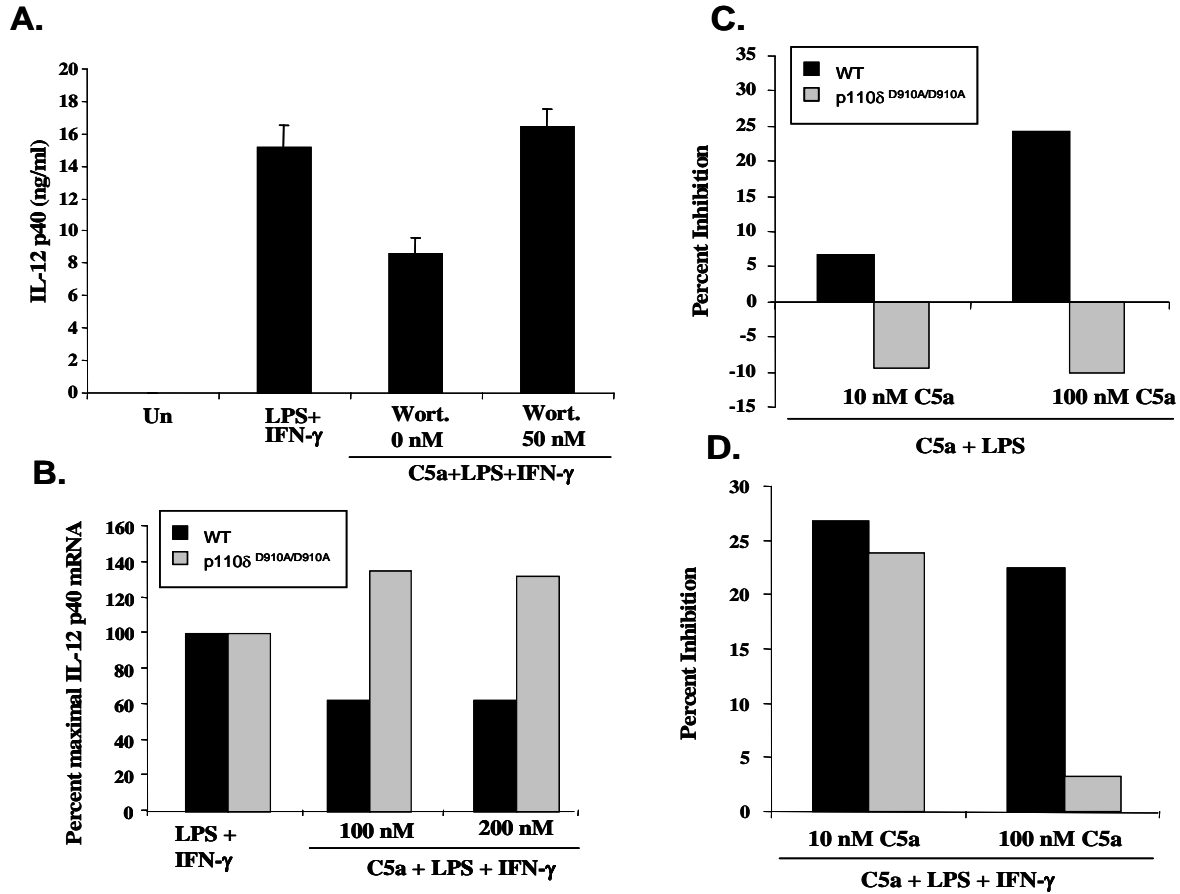 A.
IL-12 p40 (ng/ml)
20
18
16
14
12
10
8
6
4
2
0
Un
LPS+
IFN-γ
Wort.
0 nM
Wort.
50 nM
C5a+LPS+IFN-γ
B.
Percent maximal IL-12 p40 mRNA
160
140
120
100
80
60
40
20
0
WT
p110δ D910A/D910A
LPS +
IFN-γ
100 nM
200 nM
C5a + LPS + IFN-γ
C.
Percent Inhibition
35
30
25
20
15
10
5
0
-5
-10
-15
WT
p110δ D910A/D910A
10 nM C5a
100 nM C5a
C5a + LPS
D.
Percent Inhibition
30
25
20
15
10
5
0
10 nM C5a
100 nM C5a
C5a + LPS + IFN-γ